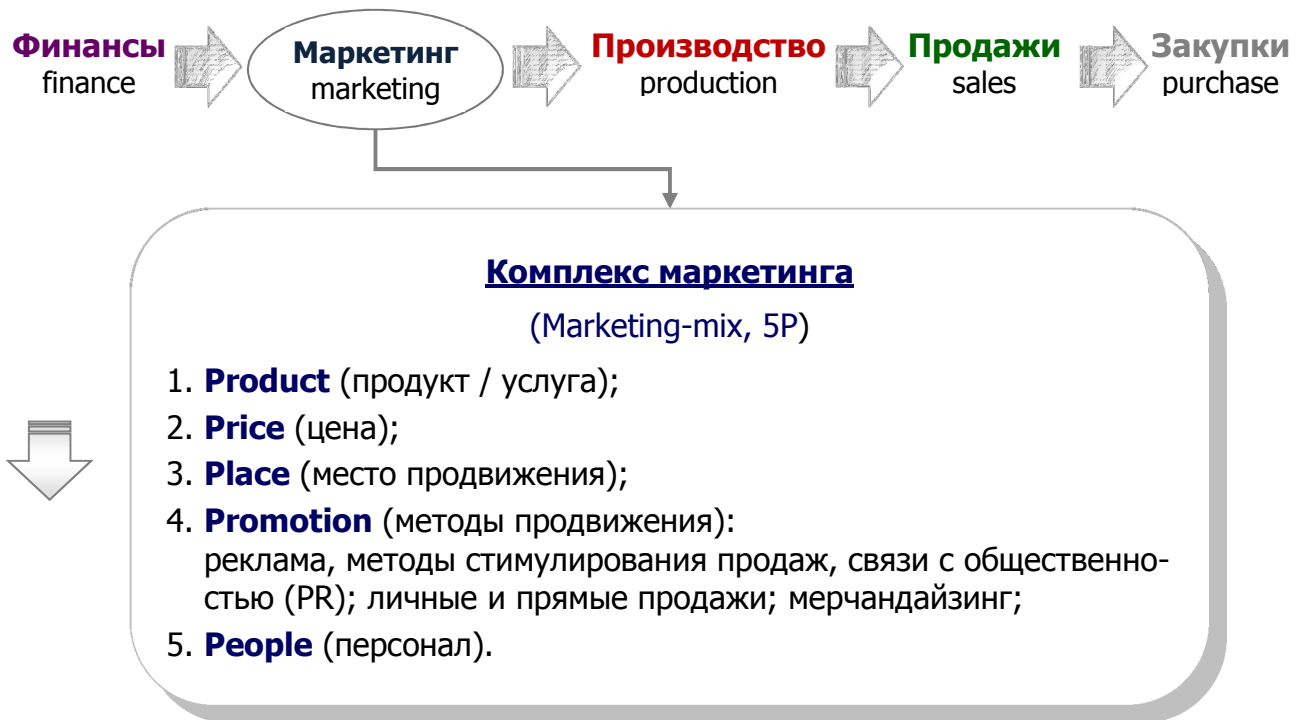 Финансы Маркетинг Производство Продажи Закупки
finance marketing production sales purchase
Комплекс маркетинга
(Marketing-mix, 5P)
1. Product (продукт / услуга);
2. Price (цена);
3. Place (место продвижения);
4. Promotion (методы продвижения):
реклама, методы стимулирования продаж, связи с общественно-
стью (PR); личные и прямые продажи; мерчандайзинг;
5. People (персонал).